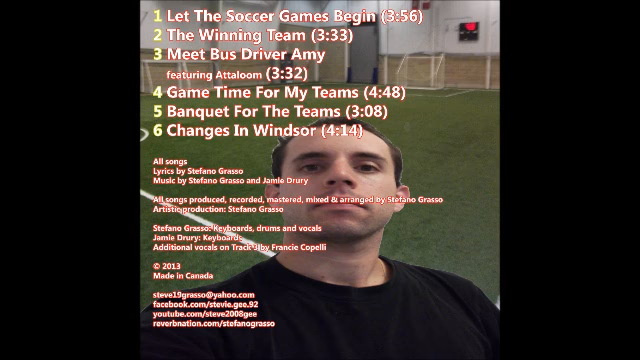 1 Let The Soccer Games Begin (3:56)
2 The Winning Team (3:33)
3 Meet Bus Driver Amy
featuring Attaloom (3:32)
4 Game Time For My Teams (4:48)
5 Banquet For The Teams (3:08)
6 Changes In Windsor (4:14)
All songs
Lyrics by Stefano Grasso
Music by Stefano Grasso and Jamie Drury
All songs produced, recorded, mastered, mixed & arranged by Stefano Grasso
Artistic production: Stefano Grasso
Stefano Grasso: Keyboards, drums and vocals
Jamie Drury: Keyboards
Additional vocals on Track 3 by Francie Copelli
© 2013
Made in Canada
steve19grasso@yahoo.com
facebook.com/stevie.gee.92
youtube.com/steve2008gee
reverbnation.com/stefanograsso